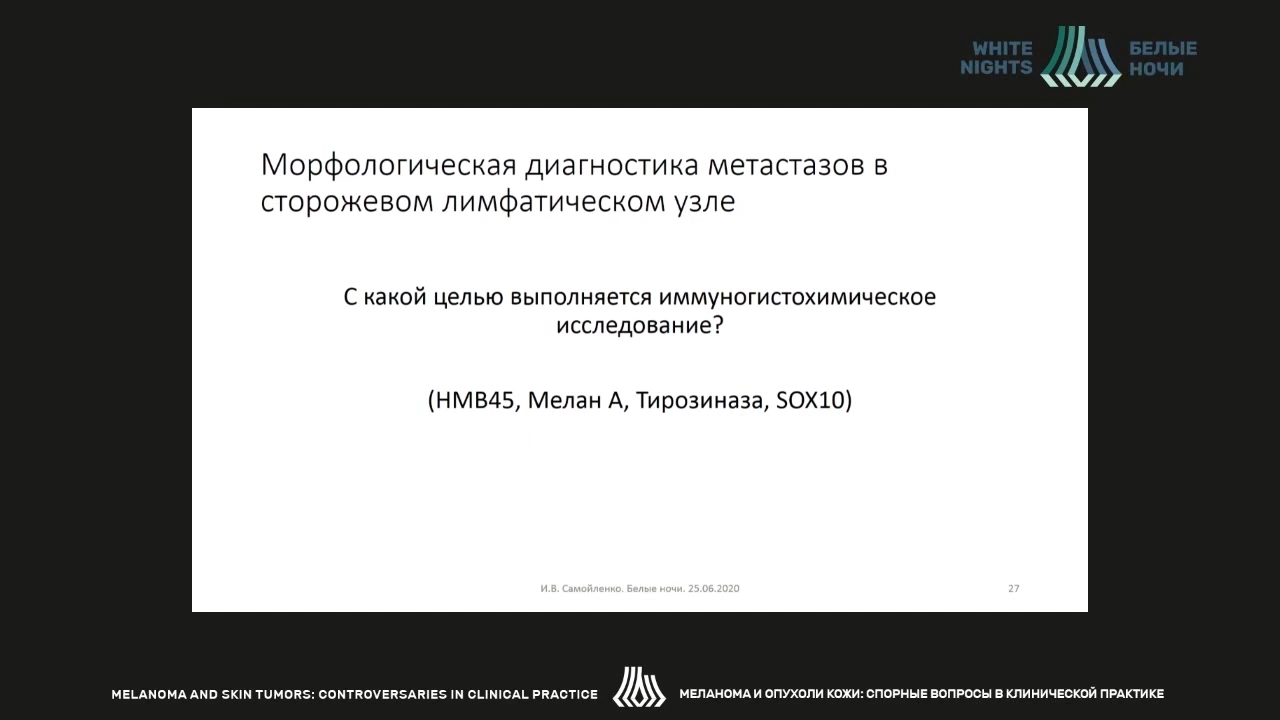 WHITE
NIGHTS
БЕЛЫЕ
НОЧИ
Морфологическая диагностика метастазов в
сторожевом лимфатическом узле
С какой целью выполняется иммуногистохимическое
исследование?
(HMB45, Мелан А, Тирозиназа, SOX10)
И.В. Самойленко. Белые ночи. 25.06.2020
27
MELANOMA AND SKIN TUMORS: CONTROVERSARIES IN CLINICAL PRACTICE
МЕЛАНОМА И ОПУХОЛИ КОЖИ: СПОРНЫЕ ВОПРОСЫ В КЛИНИЧЕСКОЙ ПРАКТИКЕ